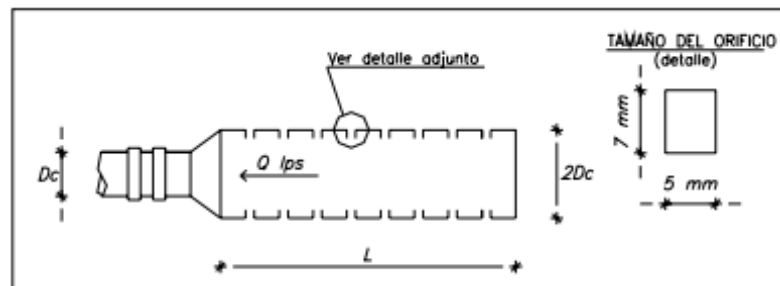 Ver detalle adjunto
TAMAÑO DEL ORIFICIO
(detalle)
7 mm
5 mm
Dc
Q lps
2Dc
L